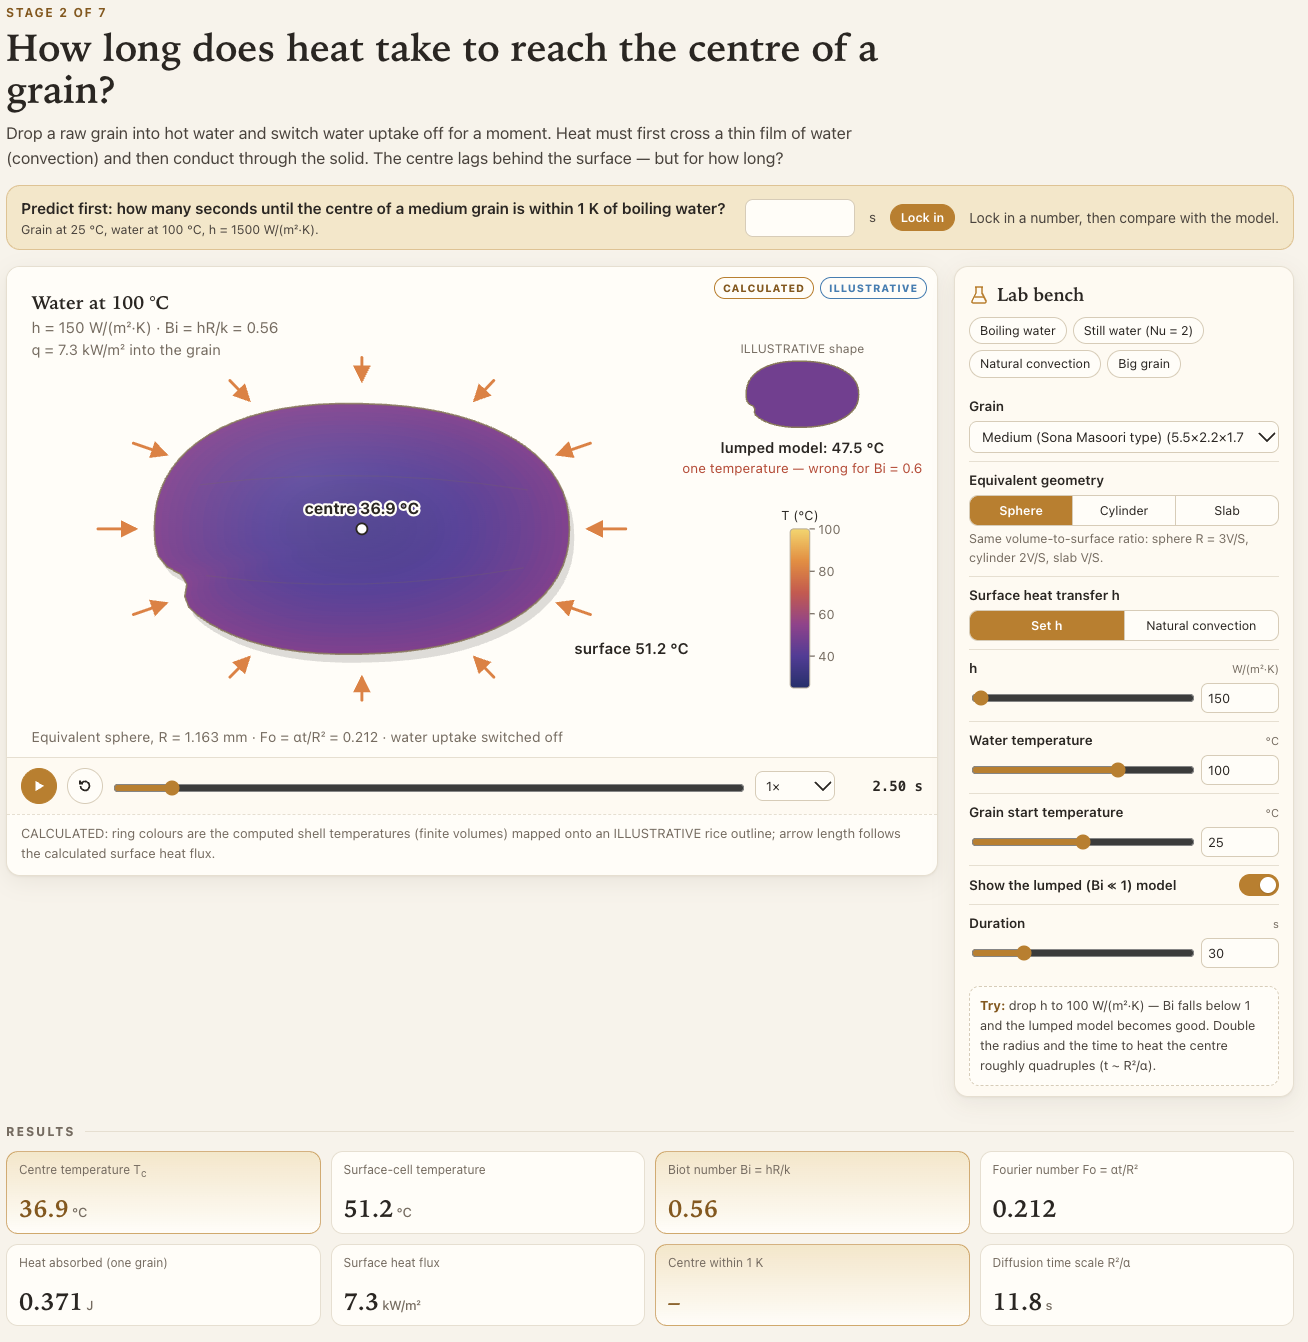 STAGE 2 OF 7
How long does heat take to reach the centre of a
grain?
Drop a raw grain into hot water and switch water uptake off for a moment. Heat must first cross a thin film of water
(convection) and then conduct through the solid. The centre lags behind the surface — but for how long?
Predict first: how many seconds until the centre of a medium grain is within 1 K of boiling water?
Grain at 25 °C, water at 100 °C, h = 1500 W/(m²·K).
s
Lock in
Lock in a number, then compare with the model.
CALCULATED
ILLUSTRATIVE
Water at 100 °C
h = 150 W/(m²·K) · Bi = hR/k = 0.56
q = 7.3 kW/m² into the grain
ILLUSTRATIVE shape
lumped model: 47.5 °C
one temperature — wrong for Bi = 0.6
centre 36.9 °C
T (°C)
100
80
60
40
surface 51.2 °C
Equivalent sphere, R = 1.163 mm · Fo = αt/R² = 0.212 · water uptake switched off
1×
2.50 s
CALCULATED: ring colours are the computed shell temperatures (finite volumes) mapped onto an ILLUSTRATIVE rice outline; arrow length follows
the calculated surface heat flux.
Lab bench
Boiling water
Still water (Nu = 2)
Natural convection
Big grain
Grain
Medium (Sona Masoori type) (5.5×2.2×1.7
Equivalent geometry
Sphere
Cylinder
Slab
Same volume-to-surface ratio: sphere R = 3V/S,
cylinder 2V/S, slab V/S.
Surface heat transfer h
Set h
Natural convection
h
W/(m²·K)
150
Water temperature
°C
100
Grain start temperature
°C
25
Show the lumped (Bi ≪ 1) model
Duration
s
30
Try: drop h to 100 W/(m²·K) — Bi falls below 1
and the lumped model becomes good. Double
the radius and the time to heat the centre
roughly quadruples (t ~ R²/α).
RESULTS
Centre temperature Tc
36.9 °C
Surface-cell temperature
51.2 °C
Biot number Bi = hR/k
0.56
Fourier number Fo = αt/R²
0.212
Heat absorbed (one grain)
0.371 J
Surface heat flux
7.3 kW/m²
Centre within 1 K
–
Diffusion time scale R²/α
11.8 s